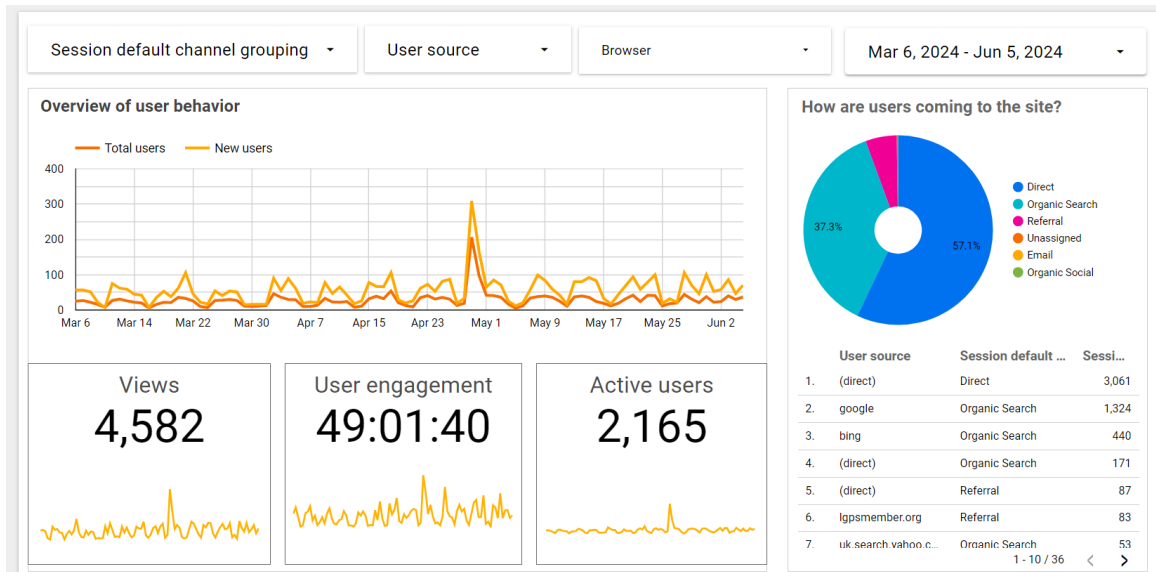 Session default channel grouping
User source
Browser
Mar 6, 2024 - Jun 5, 2024
Overview of user behavior
Total users
New users
400
300
200
100
0
Mar 6
Mar 14
Mar 22
Mar 30
Apr 7
Apr 15
Apr 23
May 1
May 9
May 17
May 25
Jun 2
Views
4,582
User engagement
49:01:40
Active users
2,165
How are users coming to the site?
37.3%
57.1%
Direct
Organic Search
Referral
Unassigned
Email
Organic Social
User source Session default ... Sessi...
1. (direct) Direct 3,061
2. google Organic Search 1,324
3. bing Organic Search 440
4. (direct) Organic Search 171
5. (direct) Referral 87
6. lgpsmember.org Referral 83
7. uk.search.yahoo.c... Organic Search 53
1 - 10 / 36